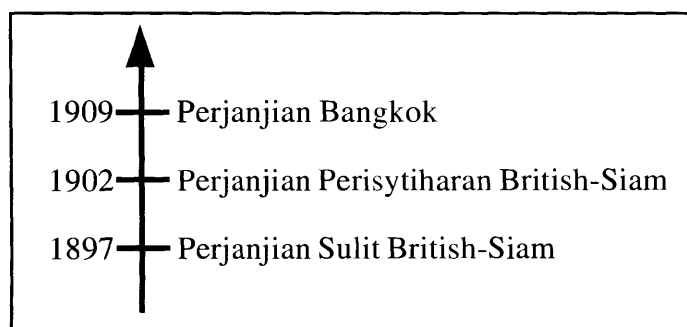 1909 Perjanjian Bangkok
1902 Perjanjian Perisytiharan British-Siam
1897 Perjanjian Sulit British-Siam